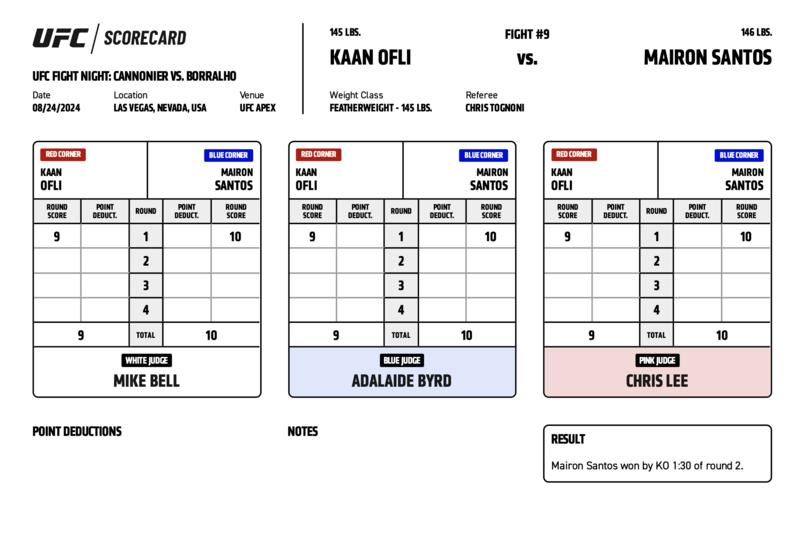 UFC / SCORECARD
UFC FIGHT NIGHT: CANNONIER VS. BORRALHO
Date Location Venue
08/24/2024 LAS VEGAS, NEVADA, USA UFC APEX
145 LBS. FIGHT #9 146 LBS.
KAAN OFLI VS. MAIRON SANTOS
Weight Class Referee
FEATHERWEIGHT - 145 LBS. CHRIS TOGNONI
RED CORNER BLUE CORNER
KAAN MAIRON
OFLI SANTOS
ROUND POINT ROUND POINT ROUND
SCORE DEDUCT. DEDUCT. SCORE
9 1 10
2
3
4
9 TOTAL 10
WHITE JUDGE
MIKE BELL
RED CORNER BLUE CORNER
KAAN MAIRON
OFLI SANTOS
ROUND POINT ROUND POINT ROUND
SCORE DEDUCT. DEDUCT. SCORE
9 1 10
2
3
4
9 TOTAL 10
BLUE JUDGE
ADALAIDE BYRD
RED CORNER BLUE CORNER
KAAN MAIRON
OFLI SANTOS
ROUND POINT ROUND POINT ROUND
SCORE DEDUCT. DEDUCT. SCORE
9 1 10
2
3
4
9 TOTAL 10
PINK JUDGE
CHRIS LEE
POINT DEDUCTIONS
NOTES
RESULT
Mairon Santos won by KO 1:30 of round 2.